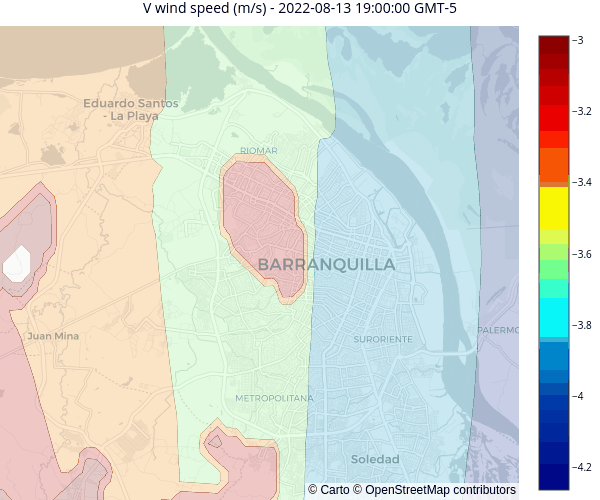 V wind speed (m/s) - 2022-08-13 19:00:00 GMT-5
−3
Eduardo Santos
- La Playa
−3.2
RIOMAR
−3.4
−3.6
BARRANQUILLA
−3.8
PALERMO
Juan Mina
SURORIENTE
−4
METROPOLITANA
Soledad
−4.2
© Carto © OpenStreetMap contributors